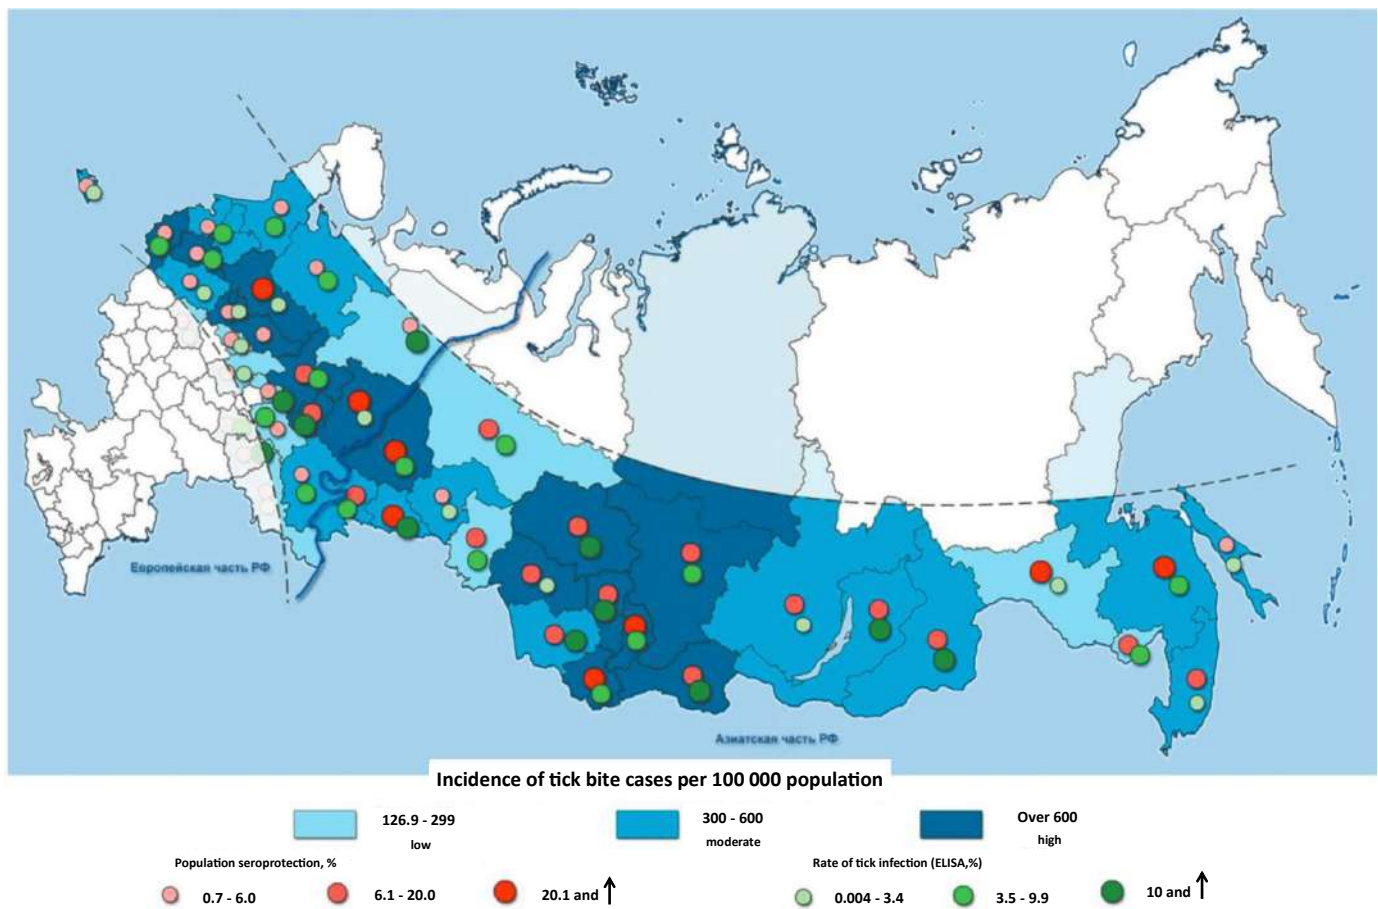 Европейская часть РФ
Азиатская часть РФ
Incidence of tick bite cases per 100 000 population
126.9 - 299
low
300 - 600
moderate
Over 600
high
Population seroprotection, %
0.7 - 6.0
6.1 - 20.0
20.1 and ↑
Rate of tick infection (ELISA,%)
0.004 - 3.4
3.5 - 9.9
10 and ↑